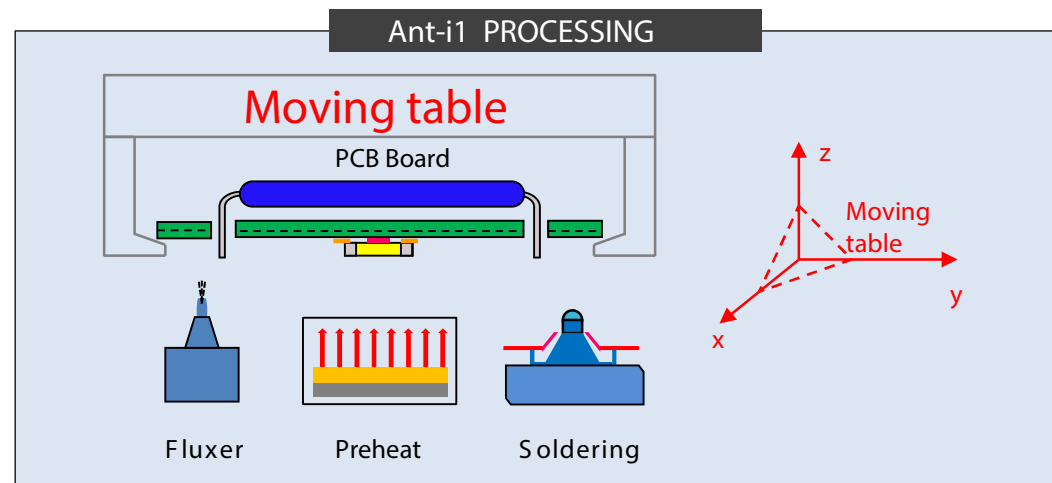 Ant-i1 PROCESSING
Moving table
PCB Board
z
Moving
table
y
x
Fluxer
Preheat
Soldering